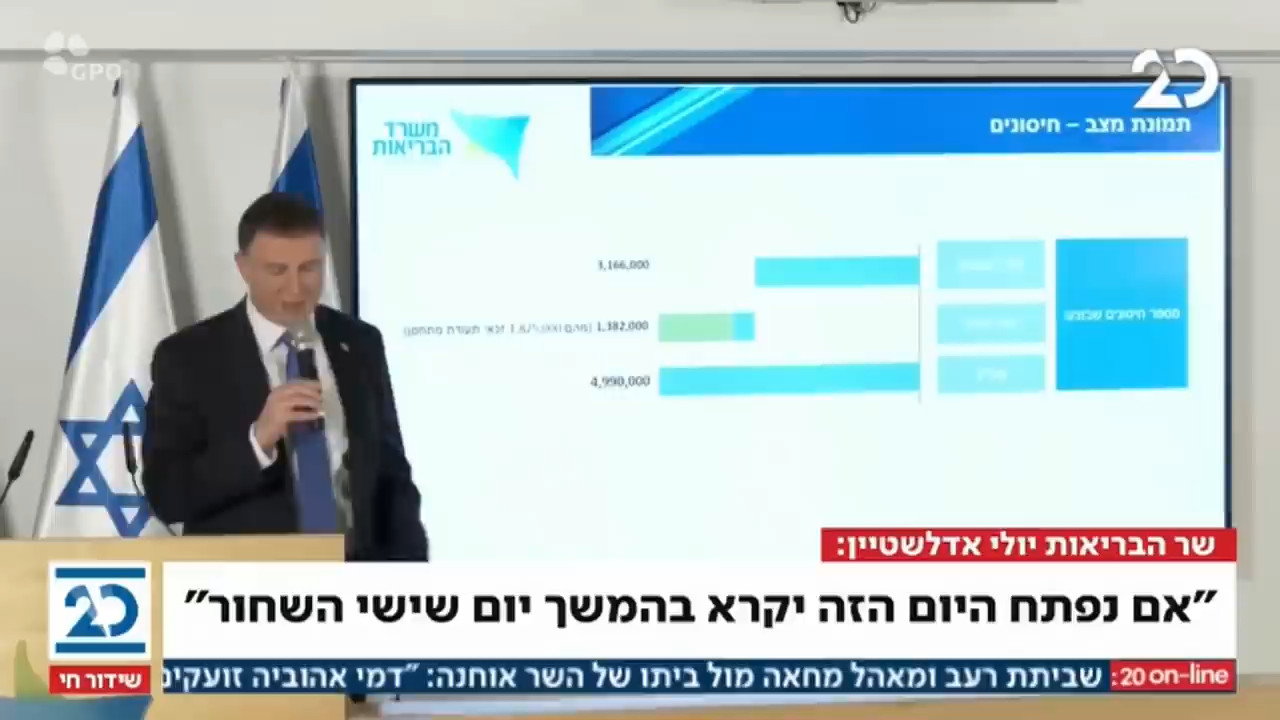 GPO
20
משרד
הבריאות
תמונת מצב – חיסונים
3,166,000
1,382,000
4,990,000
מספר חיסונים שבוצעו
שר הבריאות יולי אדלשטיין:
"אם נפתח היום הזה יקרא בהמשך יום שישי השחור"
20
שידור חי
20 on-line: שביתת רעב ומאהל מחאה מול ביתו של השר אוחנה: "דמי אהוביה זועקים